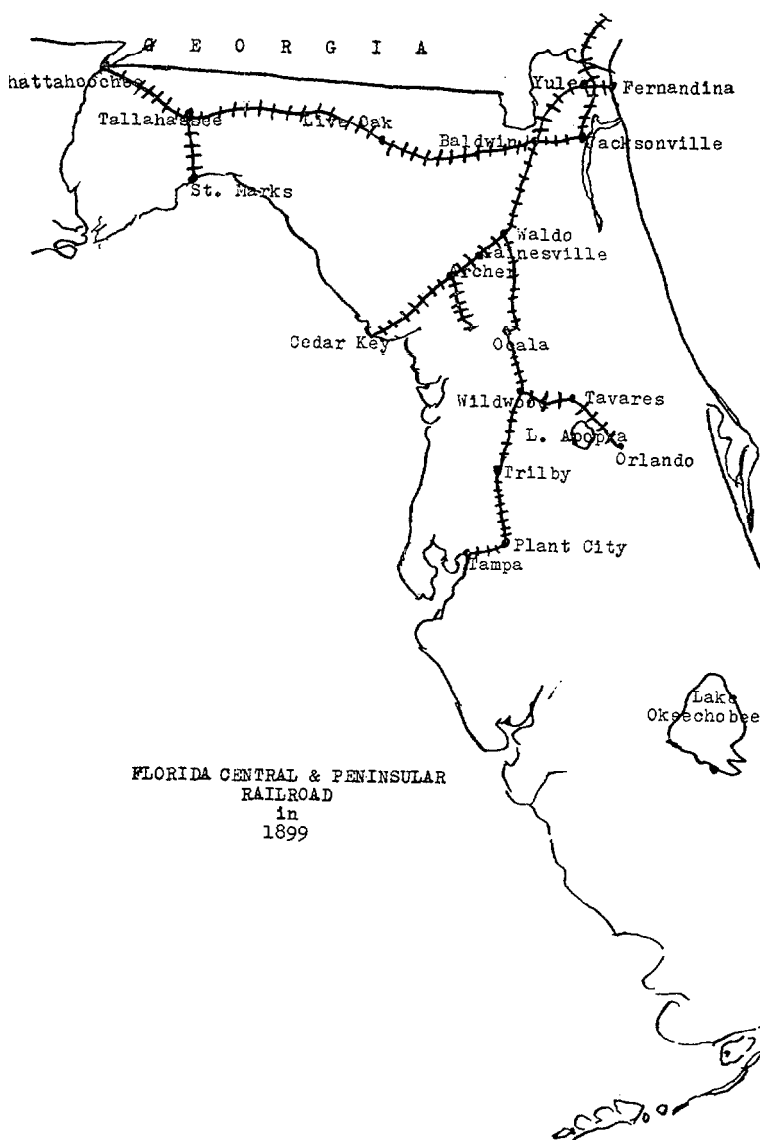 G E O R G I A
hattahoochee
Yulee
Fernandina
Tallahassee
Live Oak
Baldwin
Jacksonville
St. Marks
Waldo
Gainesville
Archer
Cedar Key
Ocala
Wildwood
Tavares
L. Apopka
Orlando
Trilby
Plant City
Tampa
Lake
Okeechobee
FLORIDA CENTRAL & PENINSULAR
RAILROAD
in
1899